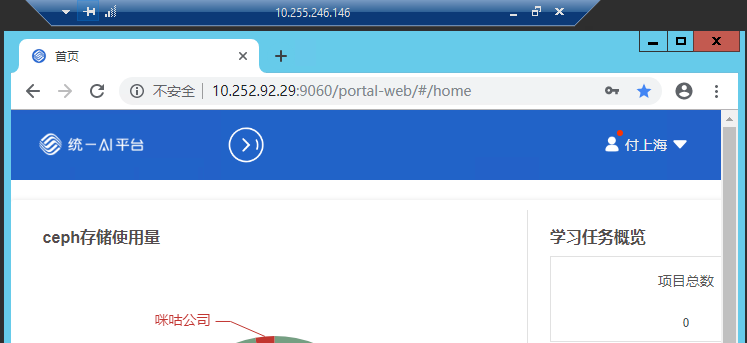 10.255.246.146
首页
不安全 10.252.92.29:9060/portal-web/#/home
统一AI平台
付上海
ceph存储使用量
学习任务概览
项目总数
咪咕公司
0